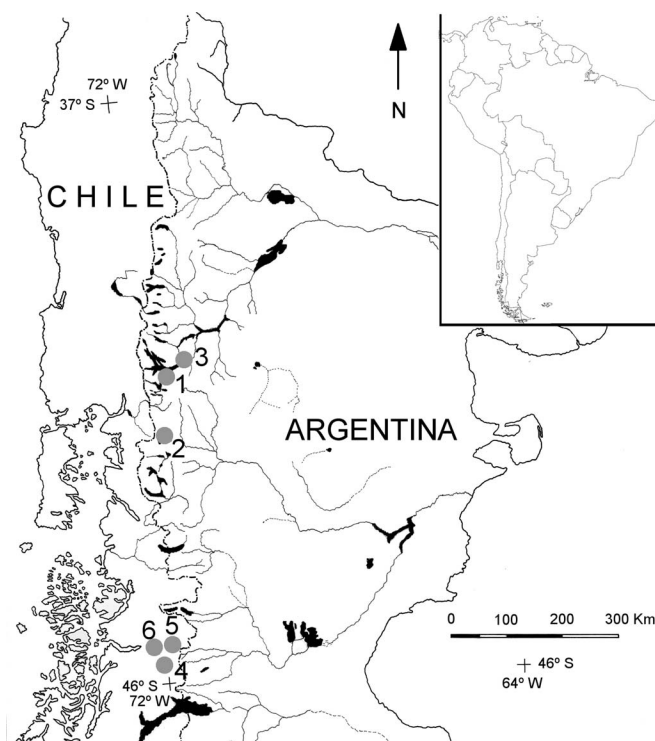 72º W
37º S
N
CHILE
3
1
ARGENTINA
2
0 100 200 300 Km
6 5
46º S
64º W
4
46º S
72º W